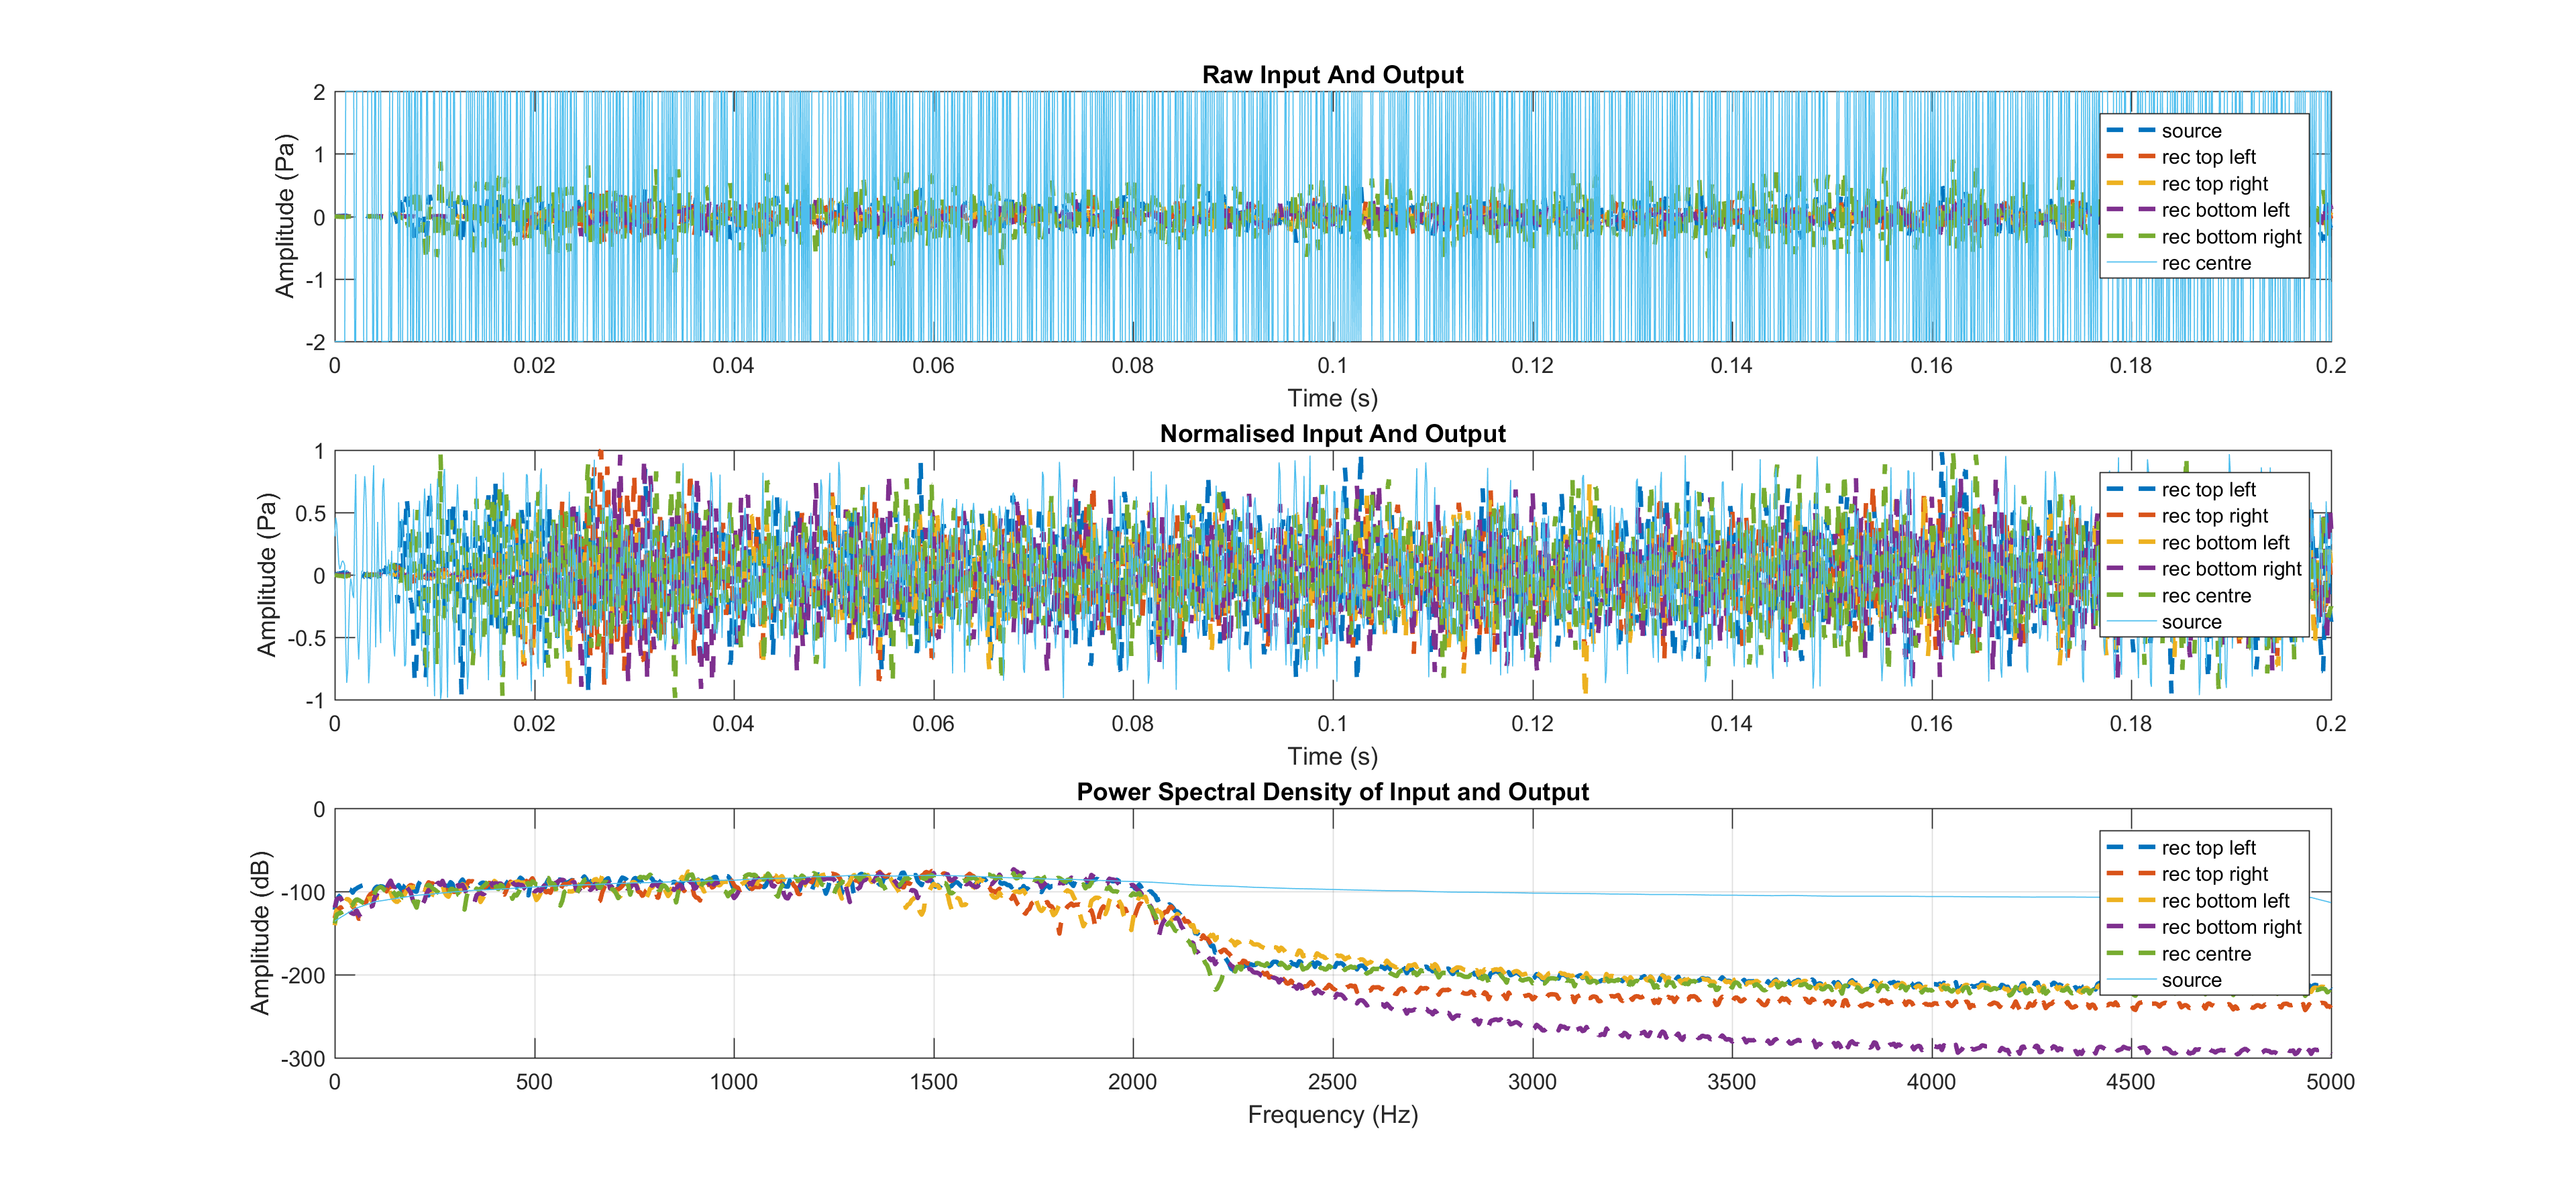 Raw Input And Output
2
1
0
-1
-2
Amplitude (Pa)
source
rec top left
rec top right
rec bottom left
rec bottom right
rec centre
0 0.02 0.04 0.06 0.08 0.1 0.12 0.14 0.16 0.18 0.2
Time (s)
Normalised Input And Output
1
0.5
0
-0.5
-1
Amplitude (Pa)
rec top left
rec top right
rec bottom left
rec bottom right
rec centre
source
0 0.02 0.04 0.06 0.08 0.1 0.12 0.14 0.16 0.18 0.2
Time (s)
Power Spectral Density of Input and Output
0
-100
-200
-300
Amplitude (dB)
rec top left
rec top right
rec bottom left
rec bottom right
rec centre
source
0 500 1000 1500 2000 2500 3000 3500 4000 4500 5000
Frequency (Hz)